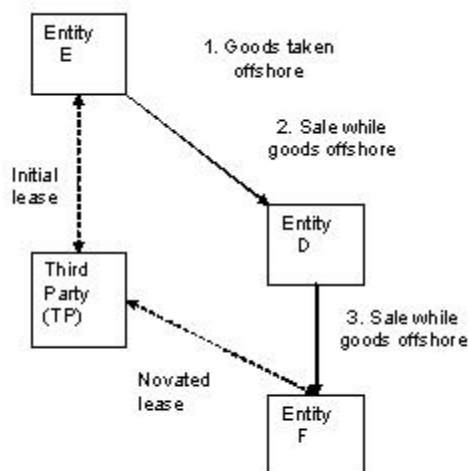 Entity
E
1. Goods taken
offshore
2. Sale while
goods offshore
Initial
lease
Entity
D
Third
Party
(TP)
3. Sale while
goods offshore
Novated
lease
Entity
F